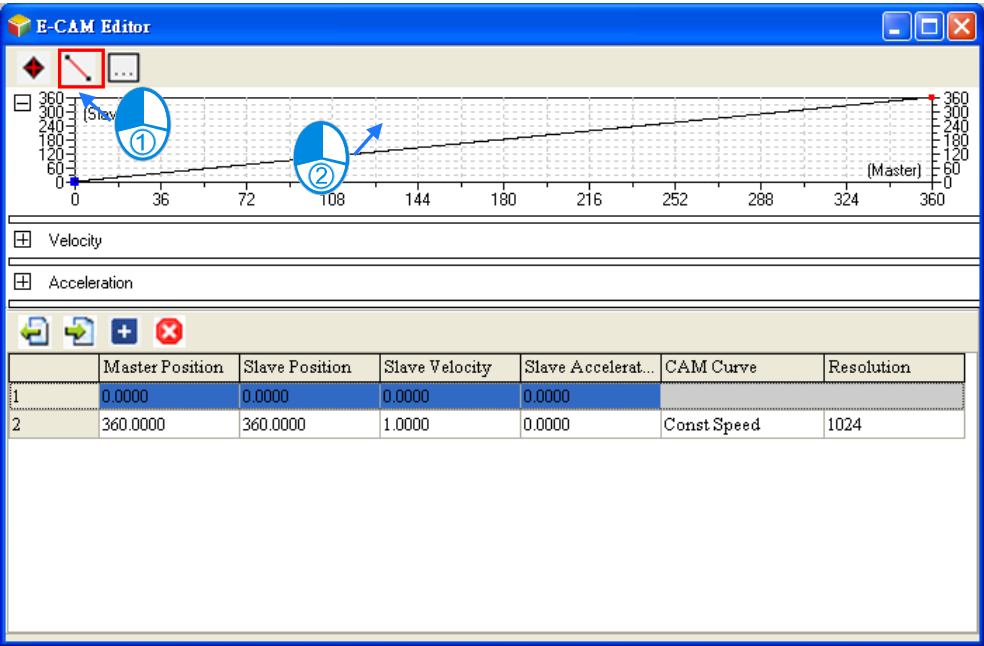 E-CAM Editor
...
360 360
300 (Slav 300
① 
240 240
180 180
120 ② 120
60 (Master) 60
0 0
0 36 72 108 144 180 216 252 288 324 360
Velocity
Acceleration
Master Position Slave Position Slave Velocity Slave Accelerat... CAM Curve Resolution
1 0.0000 0.0000 0.0000 0.0000
2 360.0000 360.0000 1.0000 0.0000 Const Speed 1024